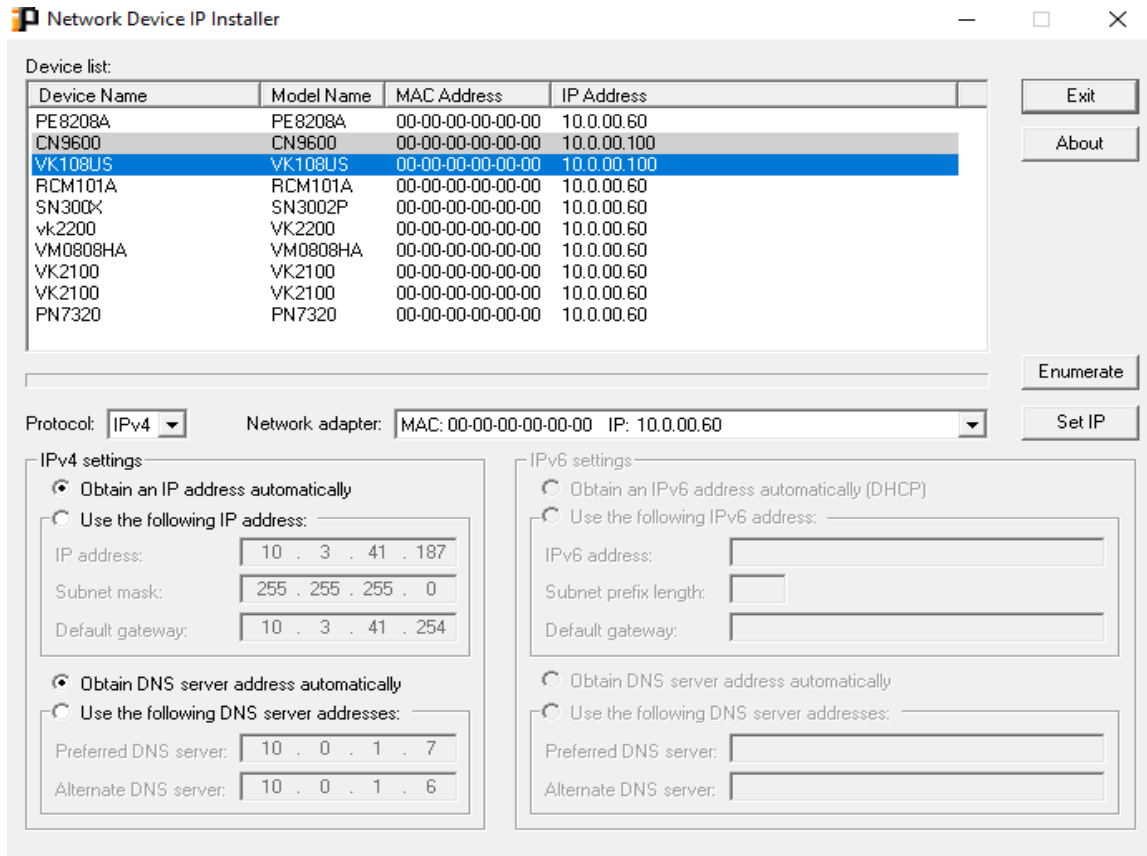 Network Device IP Installer
Device list:
Device Name Model Name MAC Address IP Address
PE8208A PE8208A 00-00-00-00-00-00 10.0.00.60
CN9600 CN9600 00-00-00-00-00-00 10.0.00.100
VK108US VK108US 00-00-00-00-00-00 10.0.00.100
RCM101A RCM101A 00-00-00-00-00-00 10.0.00.60
SN300X SN3002P 00-00-00-00-00-00 10.0.00.60
vk2200 VK2200 00-00-00-00-00-00 10.0.00.60
VM0808HA VM0808HA 00-00-00-00-00-00 10.0.00.60
VK2100 VK2100 00-00-00-00-00-00 10.0.00.60
VK2100 VK2100 00-00-00-00-00-00 10.0.00.60
PN7320 PN7320 00-00-00-00-00-00 10.0.00.60
Exit
About
Enumerate
Protocol: IPv4 Network adapter: MAC: 00-00-00-00-00-00 IP: 10.0.00.60 Set IP
IPv4 settings
Obtain an IP address automatically
Use the following IP address:
IP address: 10 . 3 . 41 . 187
Subnet mask: 255 . 255 . 255 . 0
Default gateway: 10 . 3 . 41 . 254
Obtain DNS server address automatically
Use the following DNS server addresses:
Preferred DNS server: 10 . 0 . 1 . 7
Alternate DNS server: 10 . 0 . 1 . 6
IPv6 settings
Obtain an IPv6 address automatically (DHCP)
Use the following IPv6 address:
IPv6 address:
Subnet prefix length:
Default gateway:
Obtain DNS server address automatically
Use the following DNS server addresses:
Preferred DNS server:
Alternate DNS server: